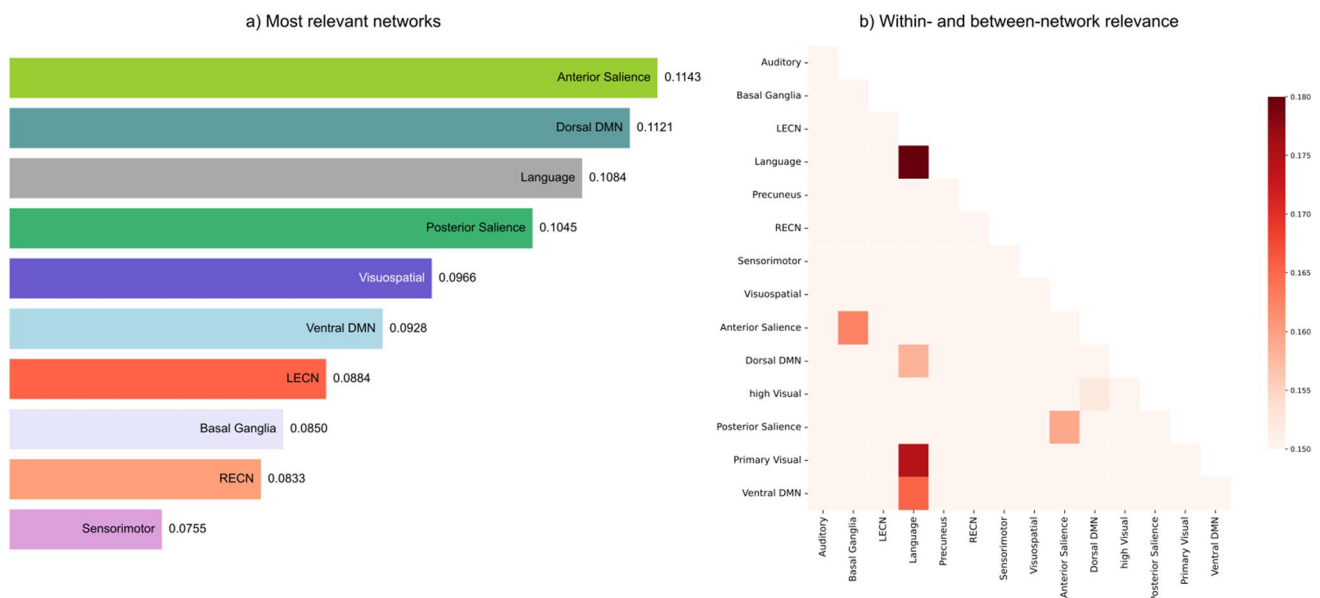 a) Most relevant networks
Anterior Salience 0.1143
Dorsal DMN 0.1121
Language 0.1084
Posterior Salience 0.1045
Visuospatial 0.0966
Ventral DMN 0.0928
LECN 0.0884
Basal Ganglia 0.0850
RECN 0.0833
Sensorimotor 0.0755
b) Within- and between-network relevance
Auditory
Basal Ganglia
LECN
Language
Precuneus
RECN
Sensorimotor
Visuospatial
Anterior Salience
Dorsal DMN
high Visual
Posterior Salience
Primary Visual
Ventral DMN
Auditory
Basal Ganglia
LECN
Language
Precuneus
RECN
Sensorimotor
Visuospatial
Anterior Salience
Dorsal DMN
high Visual
Posterior Salience
Primary Visual
Ventral DMN
0.180
0.175
0.170
0.165
0.160
0.155
0.150